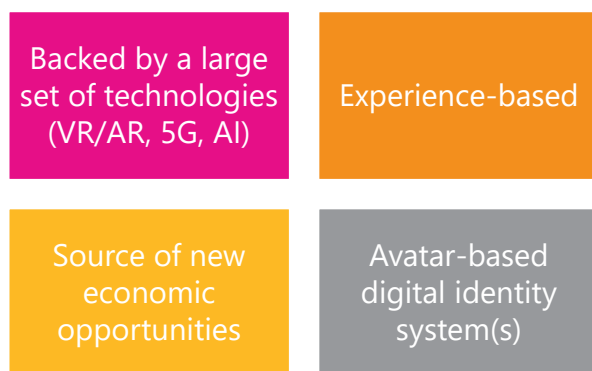 Backed by a large
set of technologies
(VR/AR, 5G, AI)
Experience-based
Source of new
economic
opportunities
Avatar-based
digital identity
system(s)